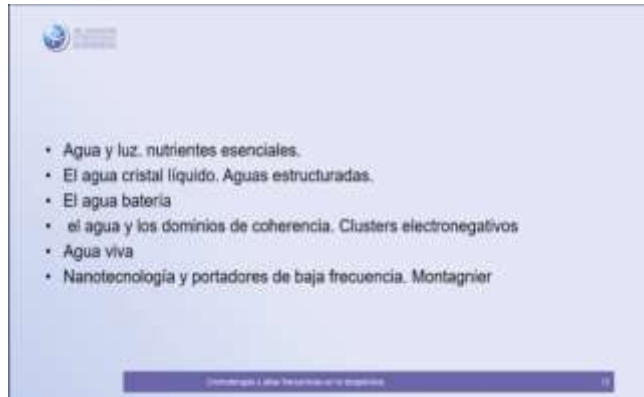 Agua y luz. nutrientes esenciales.
El agua cristal líquido. Aguas estructuradas.
El agua batería
el agua y los dominios de coherencia. Clusters electronegativos
Agua viva
Nanotecnología y portadores de baja frecuencia. Montagnier